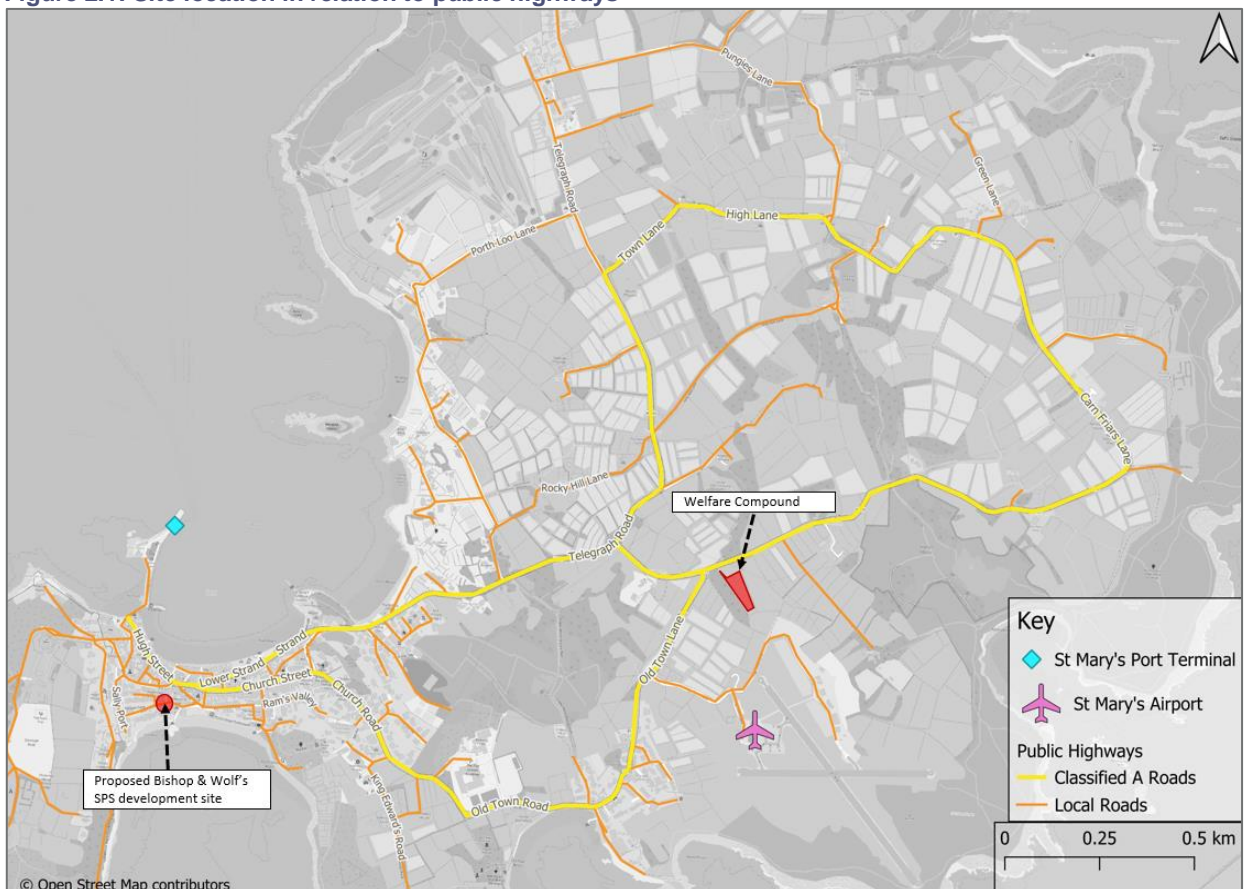 Figure 2.1: Site location in relation to public highways
Pungies Lane
Telegraph Road
Green Lane
Porth Loo Lane
Town Lane
High Lane
Carn Friars Lane
Rocky Hill Lane
Welfare Compound
Telegraph Road
Hugh Street
Lower Strand
Strand
Church Street
Church Road
Old Town Lane
Sally Port
Ram's Valley
King Edward's Road
Old Town Road
Proposed Bishop & Wolf's
SPS development site
Key
St Mary's Port Terminal
St Mary's Airport
Public Highways
Classified A Roads
Local Roads
0 0.25 0.5 km
© Open Street Map contributors